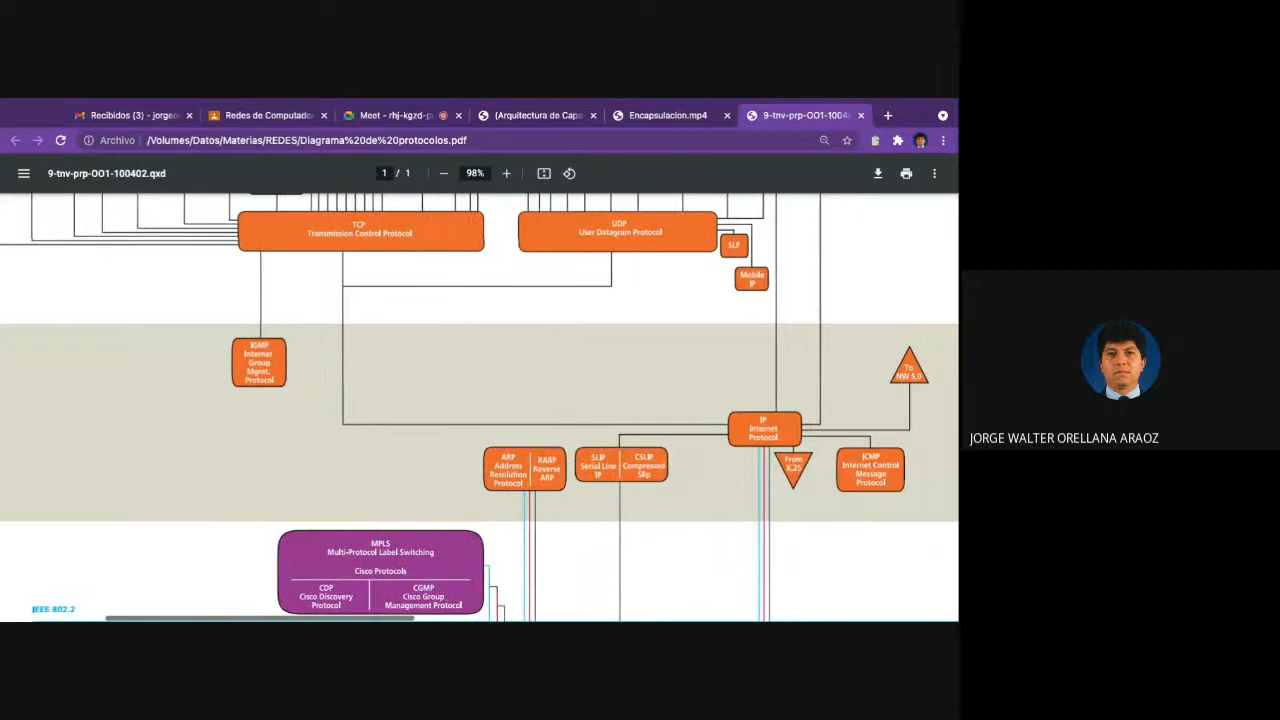 Recibidos (3) - jorgeo
Redes de Computador
Meet - rhj-kgzd-p
(Arquitectura de Capa
Encapsulacion.mp4
9-tnv-prp-OO1-1004
Archivo
/Volumes/Datos/Materias/REDES/Diagrama%20de%20protocolos.pdf
9-tnv-prp-OO1-100402.qxd
1 / 1
98%
TCP
Transmission Control Protocol
UDP
User Datagram Protocol
SLP
Mobile
IP
IGMP
Internet
Group
Mgmt.
Protocol
To
NW 5.0
IP
Internet
Protocol
ARP
Address
Resolution
Protocol
RARP
Reverse
ARP
SLIP
Serial Line
IP
CSLIP
Compressed
Slip
From
X.25
ICMP
Internet Control
Message
Protocol
JORGE WALTER ORELLANA ARAOZ
MPLS
Multi-Protocol Label Switching
Cisco Protocols
CDP
Cisco Discovery
Protocol
CGMP
Cisco Group
Management Protocol
IEEE 802.2